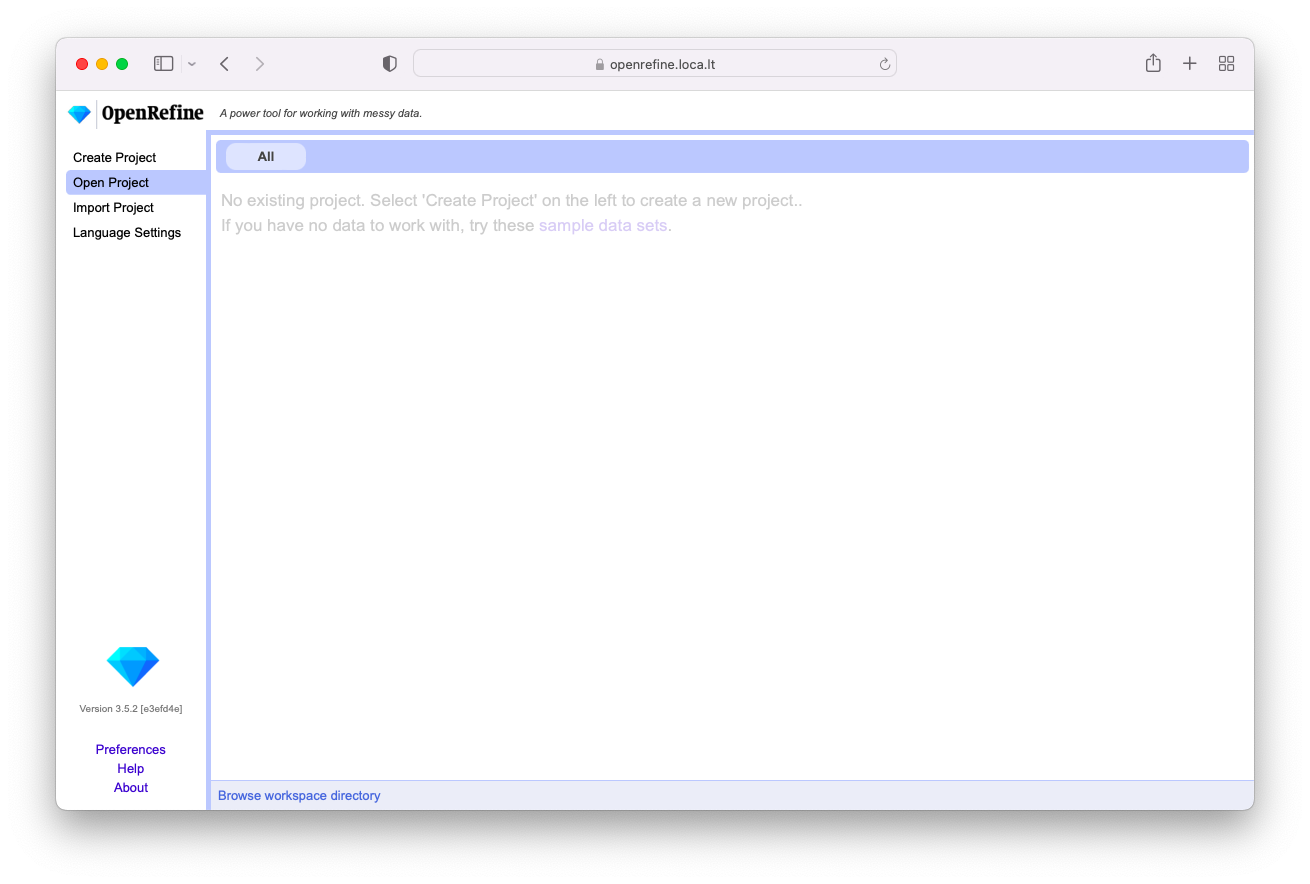 openrefine.loca.lt
OpenRefine A power tool for working with messy data.
Create Project
Open Project
Import Project
Language Settings
All
No existing project. Select 'Create Project' on the left to create a new project..
If you have no data to work with, try these sample data sets.
Version 3.5.2 [e3efd4e]
Preferences
Help
About
Browse workspace directory